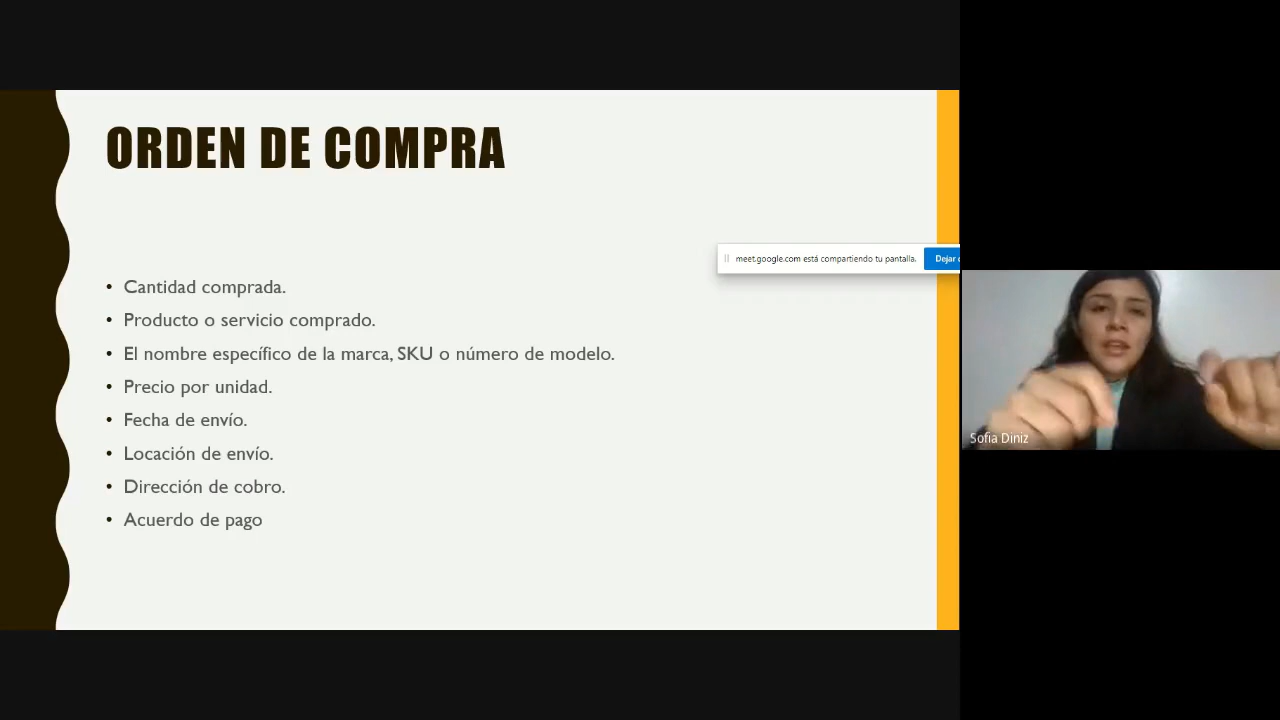 ORDEN DE COMPRA
meet.google.com está compartiendo tu pantalla.
Dejar
• Cantidad comprada.
• Producto o servicio comprado.
• El nombre específico de la marca, SKU o número de modelo.
• Precio por unidad.
• Fecha de envío.
• Locación de envío.
• Dirección de cobro.
• Acuerdo de pago
Sofia Diniz